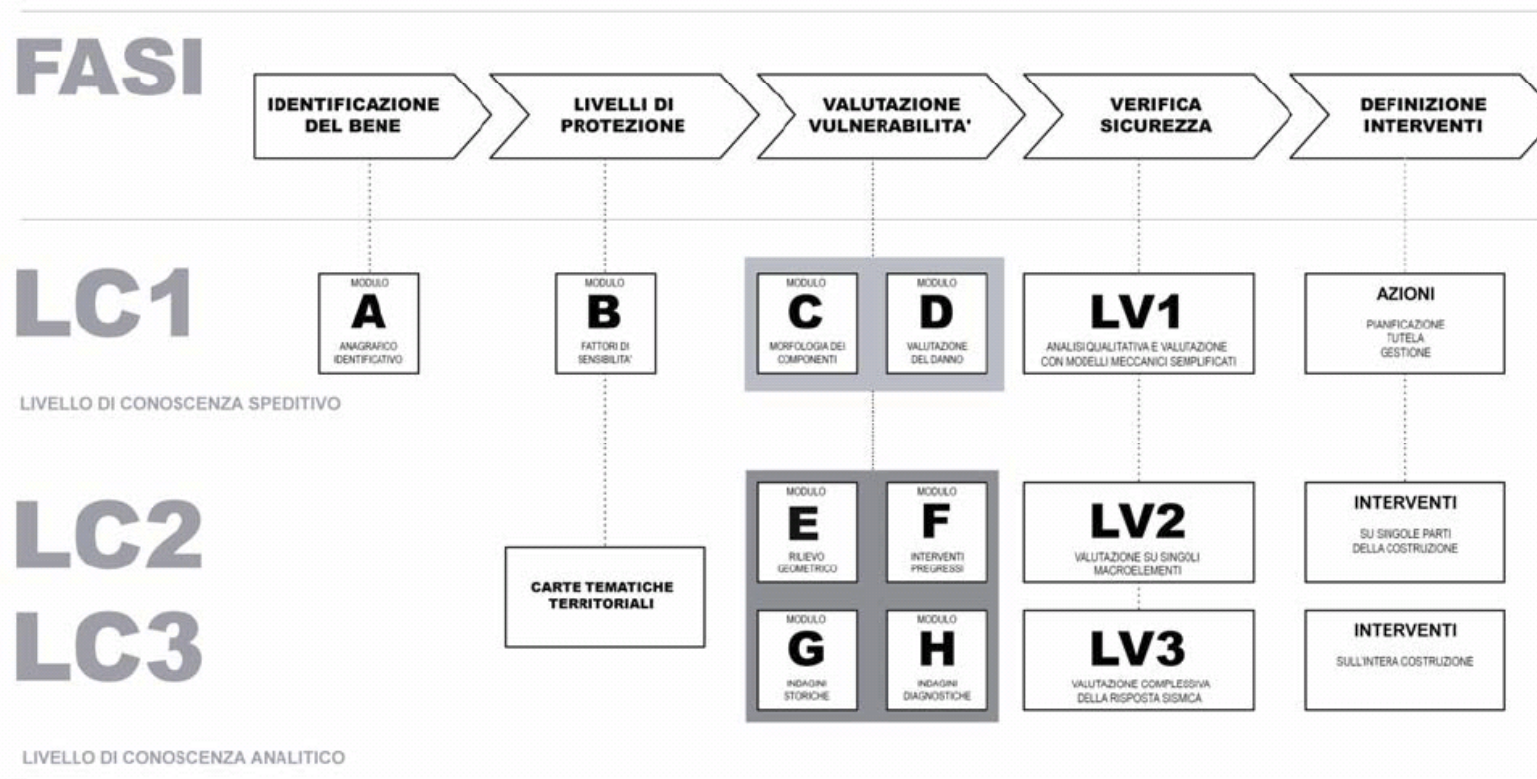 FASI
IDENTIFICAZIONE
DEL BENE
LIVELLI DI
PROTEZIONE
VALUTAZIONE
VULNERABILITA'
VERIFICA
SICUREZZA
DEFINIZIONE
INTERVENTI
LC1
MODULO
A
ANAGRAFICO
IDENTIFICATIVO
MODULO
B
FATTORI DI
SENSIBILITA'
MODULO
C
MORFOLOGIA DEI
COMPONENTI
MODULO
D
VALUTAZIONE
DEL DANNO
LV1
ANALISI QUALITATIVA E VALUTAZIONE
CON MODELLI MECCANICI SEMPLIFICATI
AZIONI
PIANIFICAZIONE
TUTELA
GESTIONE
LIVELLO DI CONOSCENZA SPEDITIVO
LC2
LC3
CARTE TEMATICHE
TERRITORIALI
MODULO
E
RILIEVO
GEOMETRICO
MODULO
F
INTERVENTI
PREGRESSI
LV2
VALUTAZIONE SU SINGOLI
MACROELEMENTI
INTERVENTI
SU SINGOLE PARTI
DELLA COSTRUZIONE
MODULO
G
INDAGINI
STORICHE
MODULO
H
INDAGINI
DIAGNOSTICHE
LV3
VALUTAZIONE COMPLESSIVA
DELLA RISPOSTA SISMICA
INTERVENTI
SULL'INTERA COSTRUZIONE
LIVELLO DI CONOSCENZA ANALITICO